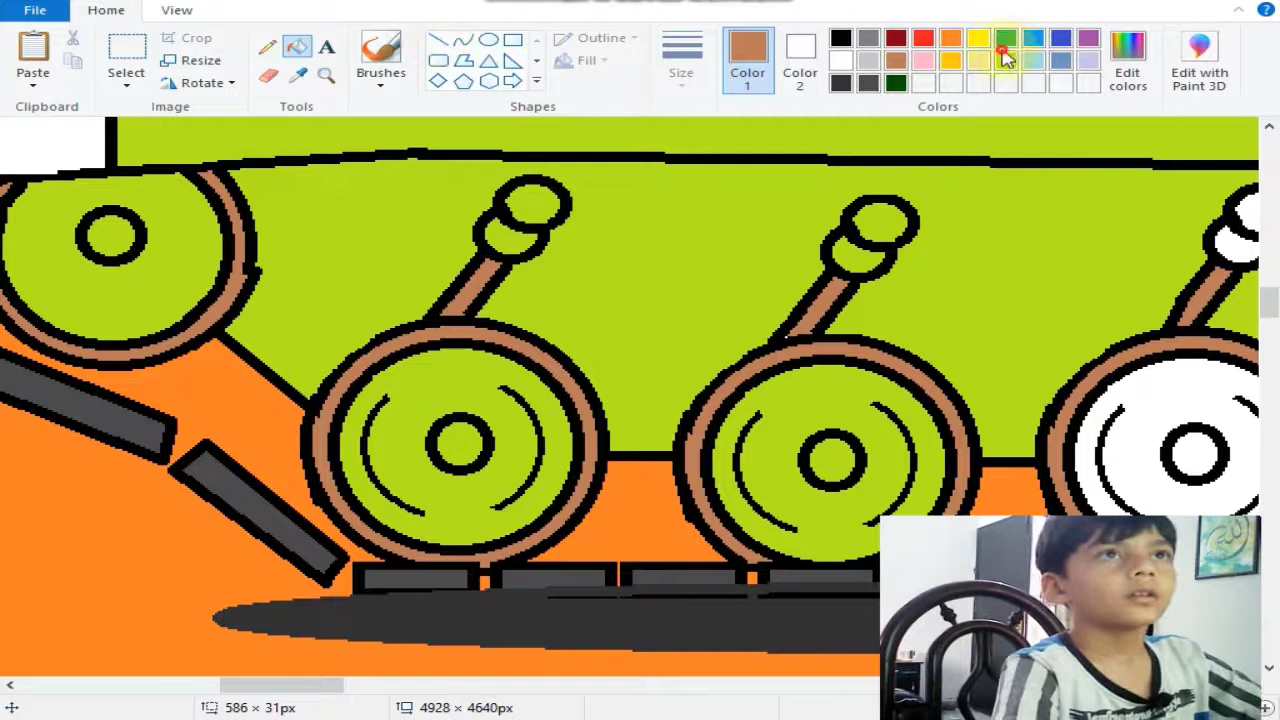 File
Home
View
Paste
Select
Crop
Resize
Rotate
Brushes
Outline
Fill
Size
Color
1
Color
2
Edit
colors
Edit with
Paint 3D
Clipboard
Image
Tools
Shapes
Colors
586 × 31px
4928 × 4640px